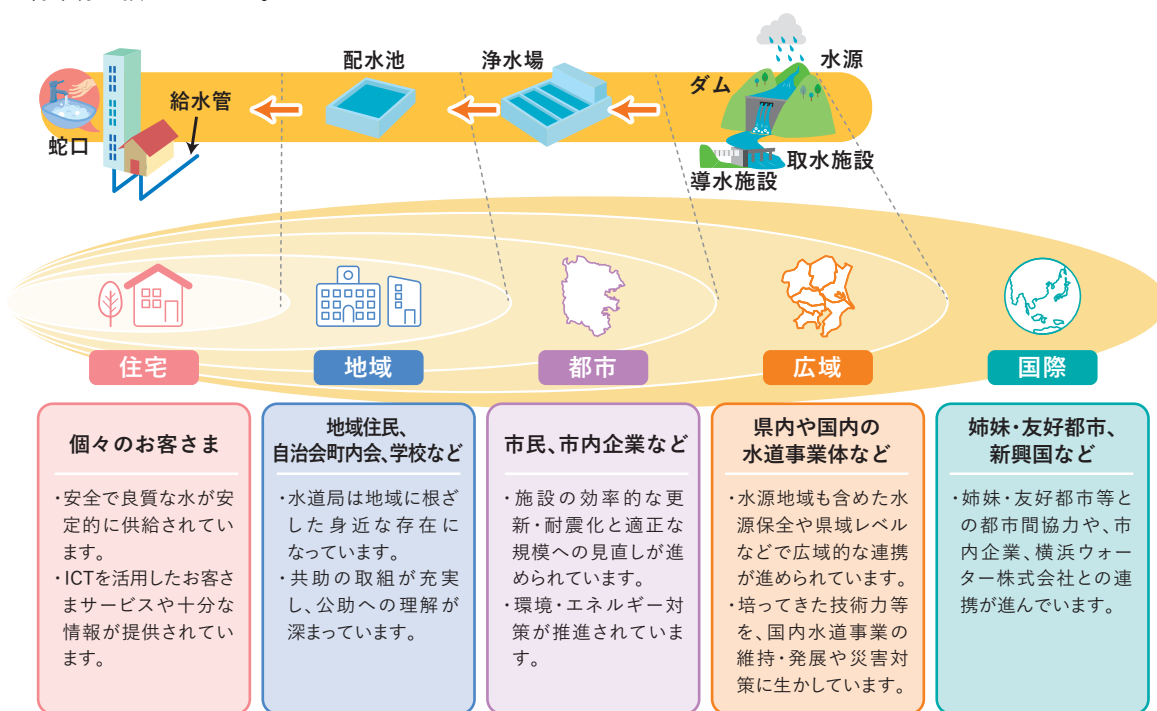 配水池
浄水場
水源
ダム
給水管
蛇口
取水施設
導水施設
住宅
地域
都市
広域
国際
個々のお客さま
・安全で良質な水が安
定的に供給されてい
ます。
・ICTを活用したお客さ
まサービスや十分な
情報が提供されてい
ます。
地域住民、
自治会町内会、学校など
・水道局は地域に根ざ
した身近な存在に
なっています。
・共助の取組が充実
し、公助への理解が
深まっています。
市民、市内企業など
・施設の効率的な更
新・耐震化と適正な
規模への見直しが進
められています。
・環境・エネルギー対
策が推進されていま
す。
県内や国内の
水道事業体など
・水源地域も含めた水
源保全や県域レベル
などで広域的な連携
が進められています。
・培ってきた技術力等
を、国内水道事業の
維持・発展や災害対
策に生かしています。
姉妹・友好都市、
新興国など
・姉妹・友好都市等と
の都市間協力や、市
内企業、横浜ウォー
ター株式会社との連
携が進んでいます。